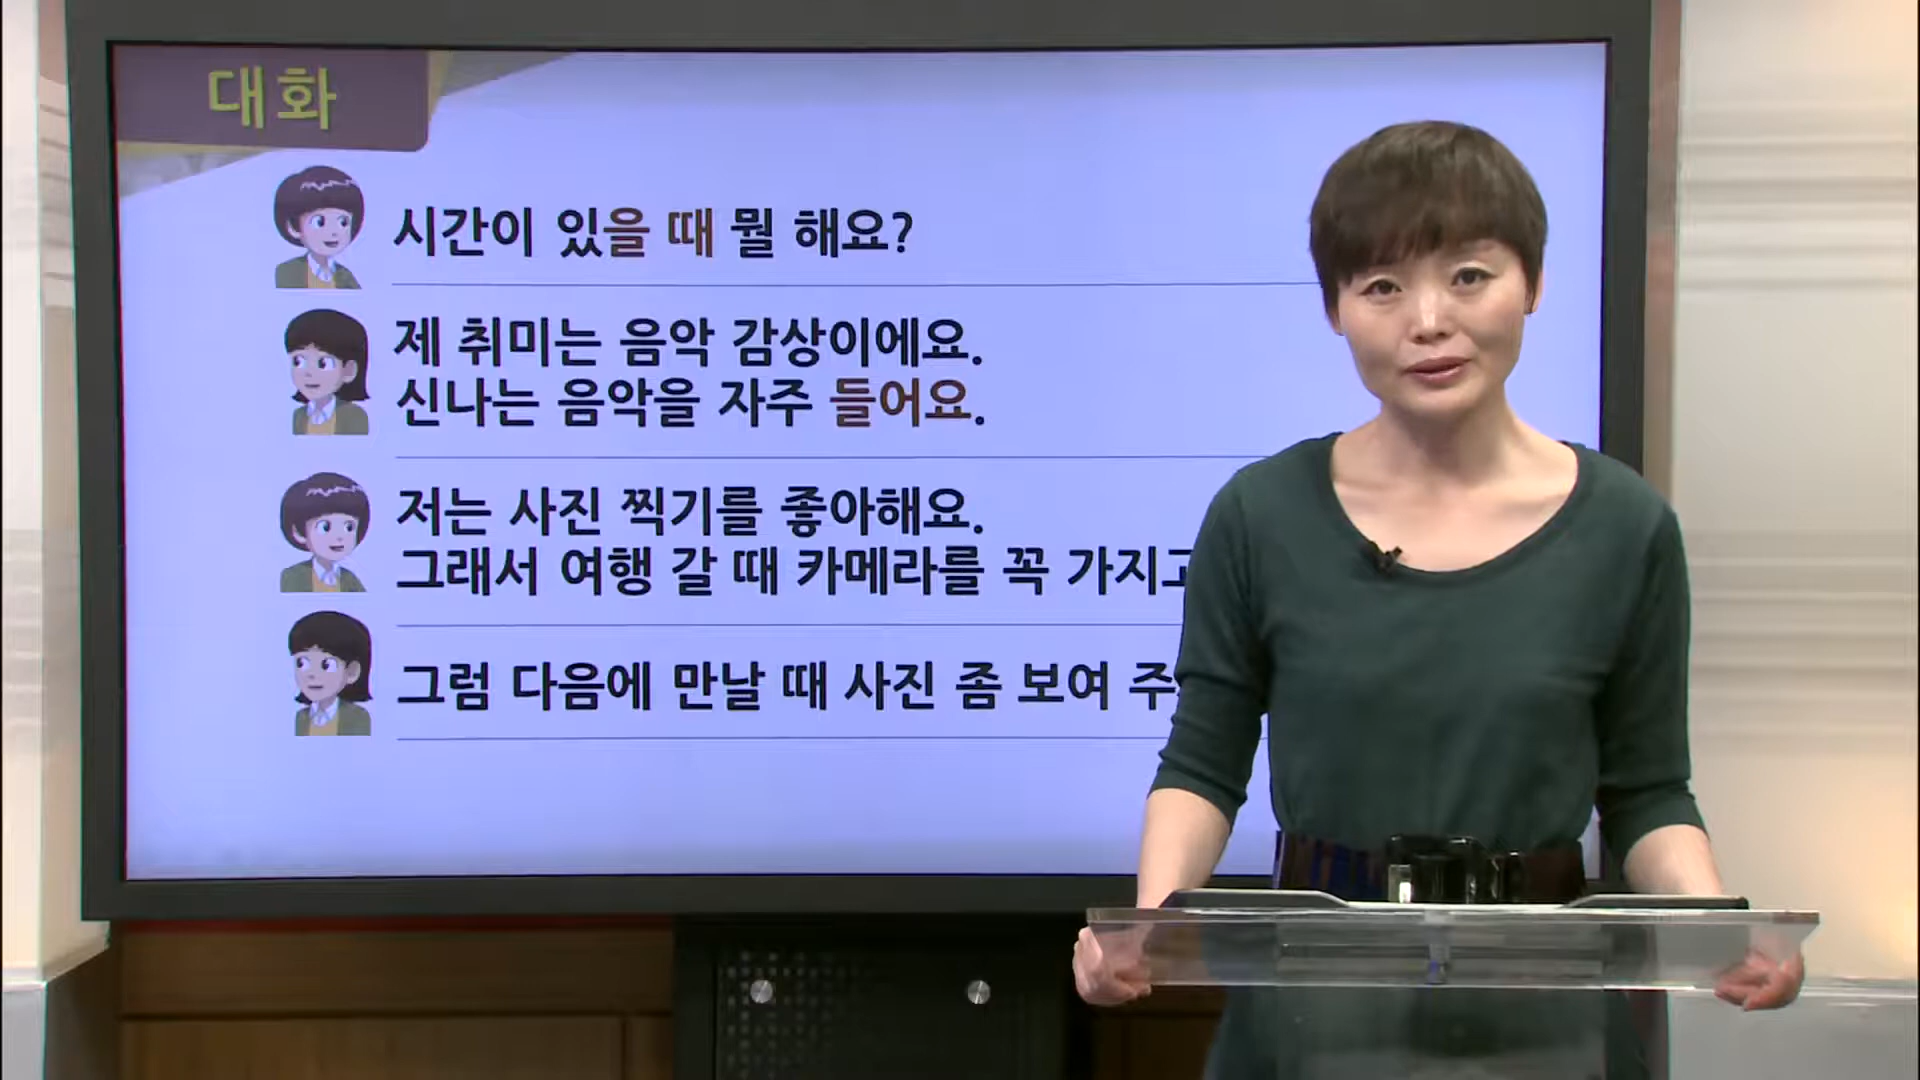 대화
시간이 있을 때 뭘 해요?
제 취미는 음악 감상이에요.
신나는 음악을 자주 들어요.
저는 사진 찍기를 좋아해요.
그래서 여행 갈 때 카메라를 꼭 가지고
그럼 다음에 만날 때 사진 좀 보여 주